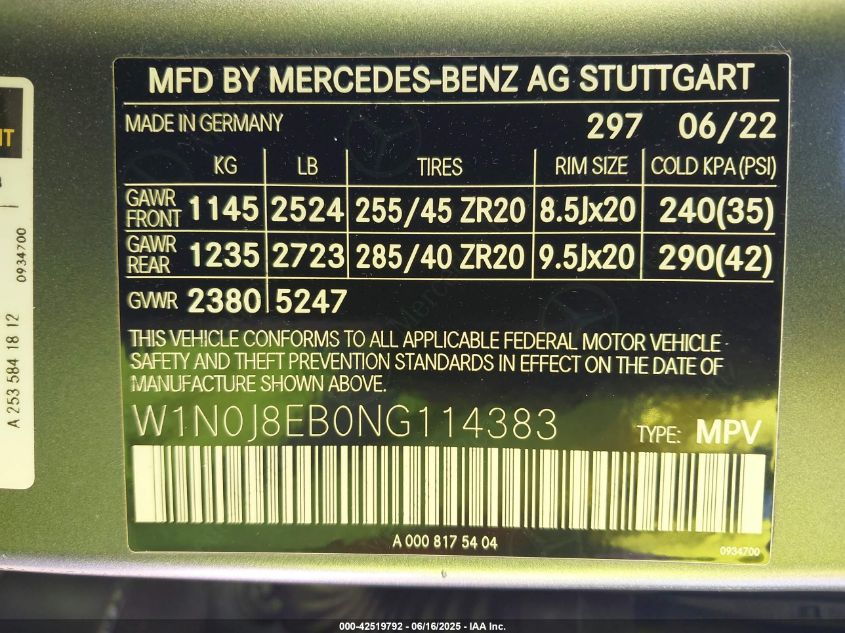 MFD BY MERCEDES-BENZ AG STUTTGART
MADE IN GERMANY 297 06/22
KG LB TIRES RIM SIZE COLD KPA (PSI)
GAWR FRONT 1145 2524 255/45 ZR20 8.5Jx20 240(35)
GAWR REAR 1235 2723 285/40 ZR20 9.5Jx20 290(42)
GVWR 2380 5247
THIS VEHICLE CONFORMS TO ALL APPLICABLE FEDERAL MOTOR VEHICLE
SAFETY AND THEFT PREVENTION STANDARDS IN EFFECT ON THE DATE OF
MANUFACTURE SHOWN ABOVE.
W1N0J8EB0NG114383 TYPE: MPV
A 000 817 54 04
0934700
A 253 584 18 12
0934700
000-42519792 - 06/16/2025 - IAA Inc.